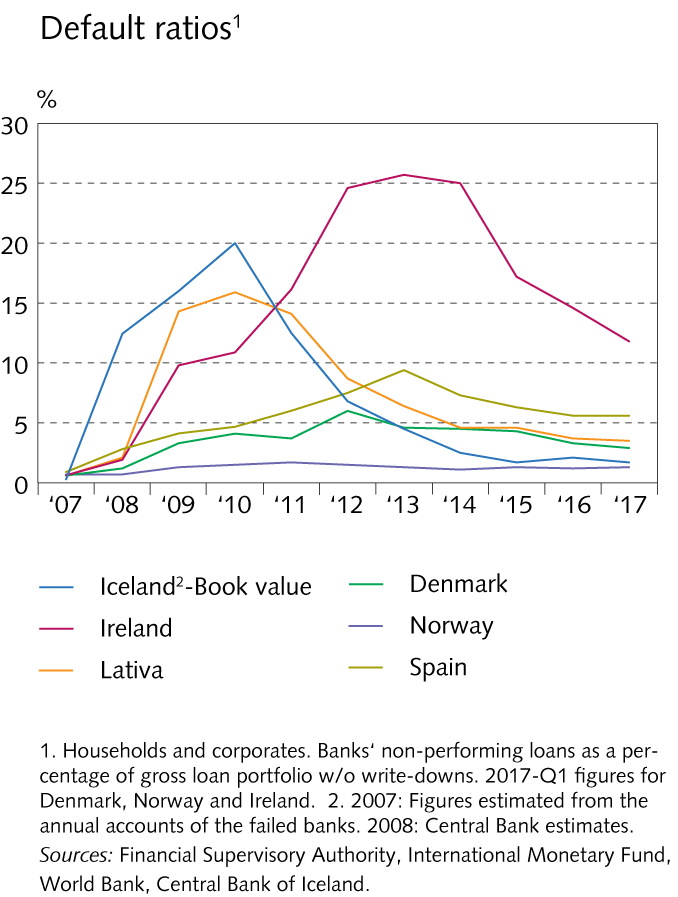 Default ratios¹
%
30
25
20
15
10
5
0
‘07 ‘08 ‘09 ‘10 ‘11 ‘12 ‘13 ‘14 ‘15 ‘16 ‘17
Iceland²-Book value
Ireland
Lativa
Denmark
Norway
Spain
1. Households and corporates. Banks‘ non-performing loans as a per-
centage of gross loan portfolio w/o write-downs. 2017-Q1 figures for
Denmark, Norway and Ireland. 2. 2007: Figures estimated from the
annual accounts of the failed banks. 2008: Central Bank estimates.
Sources: Financial Supervisory Authority, International Monetary Fund,
World Bank, Central Bank of Iceland.